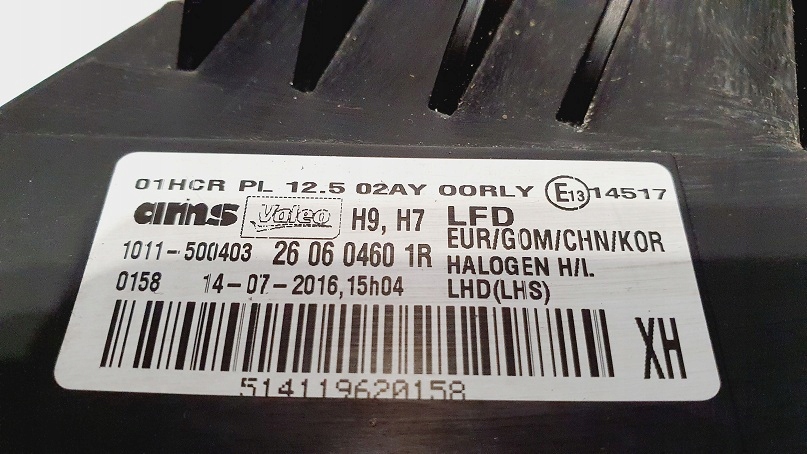 01HCR PL 12.5 02AY 00RLY E13 14517
ams Valeo H9, H7 LFD
EUR/GOM/CHN/KOR
1011-500403 26 06 0460 1R HALOGEN H/L
0158 14-07-2016,15h04 LHD(LHS)
XH
514119620158